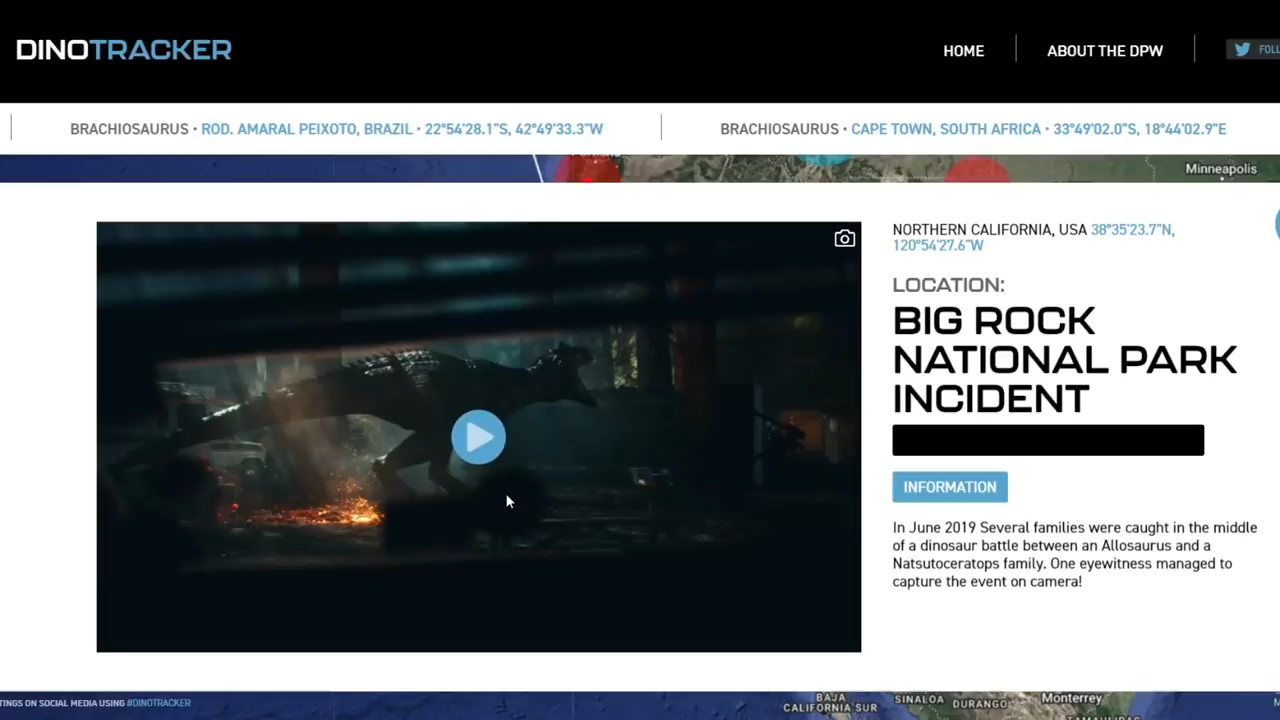 DINOTRACKER
HOME
ABOUT THE DPW
FOLL
BRACHIOSAURUS • ROD. AMARAL PEIXOTO, BRAZIL • 22°54'28.1"S, 42°49'33.3"W
BRACHIOSAURUS • CAPE TOWN, SOUTH AFRICA • 33°49'02.0"S, 18°44'02.9"E
Minneapolis
NORTHERN CALIFORNIA, USA 38°35'23.7"N,
120°54'27.6"W
LOCATION:
BIG ROCK
NATIONAL PARK
INCIDENT
INFORMATION
In June 2019 Several families were caught in the middle
of a dinosaur battle between an Allosaurus and a
Natsutoceratops family. One eyewitness managed to
capture the event on camera!
TINGS ON SOCIAL MEDIA USING #DINOTRACKER
BAJA
CALIFORNIA SUR
SINALOA
DURANGO
Monterrey
TAMAULIPAS